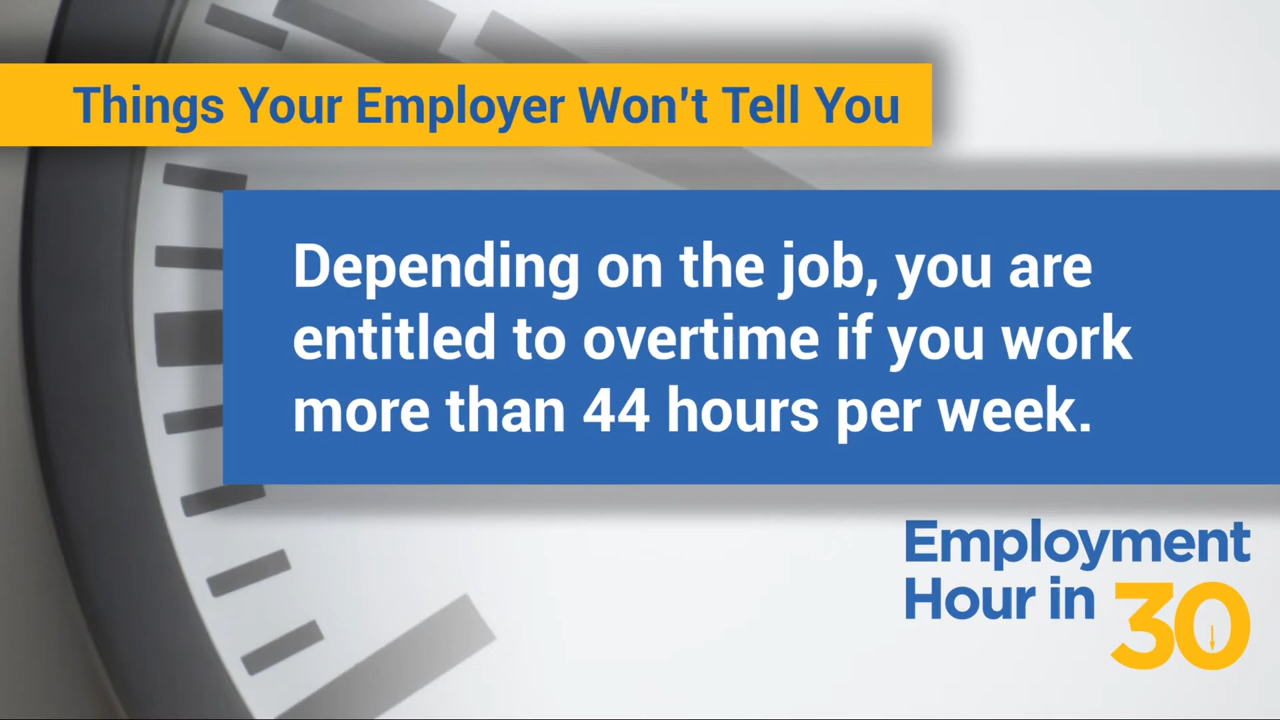 Things Your Employer Won't Tell You
Depending on the job, you are
entitled to overtime if you work
more than 44 hours per week.
Employment
Hour in 30